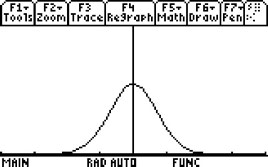 F1▾ F2▾ F3 F4 F5▾ F6▾ F7▾
Tools Zoom Trace ReGraph Math Draw Pen
MAIN RAD AUTO FUNC